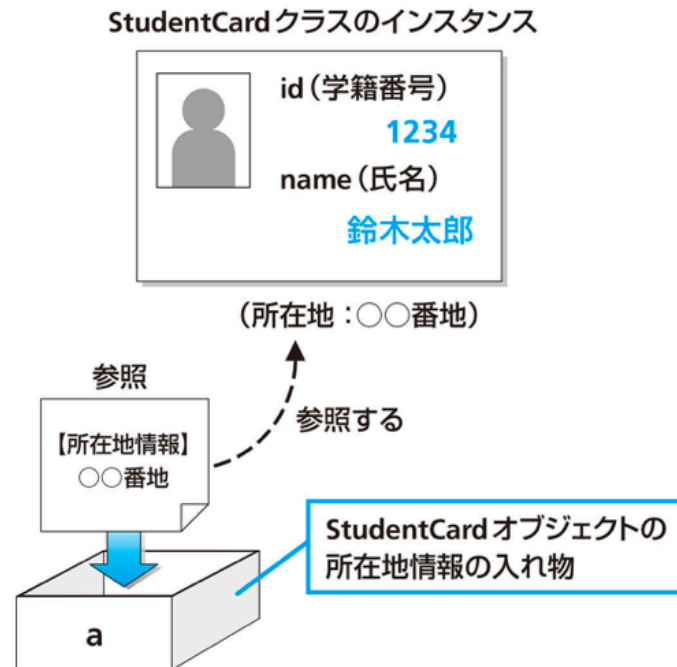 StudentCardクラスのインスタンス
id（学籍番号）
1234
name（氏名）
鈴木太郎
（所在地：○○番地）
参照
【所在地情報】
○○番地
参照する
StudentCardオブジェクトの
所在地情報の入れ物
a